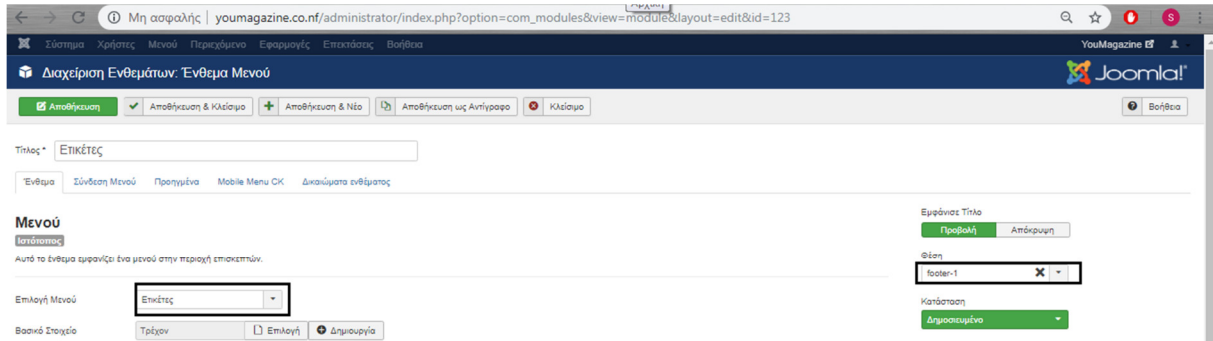 Μη ασφαλής | youmagazine.co.nf/administrator/index.php?option=com_modules&view=module&layout=edit&id=123
Σύστημα Χρήστες Μενού Περιεχόμενο Εφαρμογές Επεκτάσεις Βοήθεια YouMagazine
Διαχείριση Ενθεμάτων: Ένθεμα Μενού Joomla!
Αποθήκευση Αποθήκευση & Κλείσιμο Αποθήκευση & Νέο Αποθήκευση ως Αντίγραφο Κλείσιμο Βοήθεια
Τίτλος * Ετικέτες
Ένθεμα Σύνδεση Μενού Προηγμένα Mobile Menu CK Δικαιώματα ενθέματος
Μενού
Ιστότοπος
Αυτό το ένθεμα εμφανίζει ένα μενού στην περιοχή επισκεπτών.
Επιλογή Μενού Ετικέτες
Βασικό Στοιχείο Τρέχον Επιλογή Δημιουργία
Εμφάνισε Τίτλο
Προβολή Απόκρυψη
Θέση
footer-1
Κατάσταση
Δημοσιευμένο